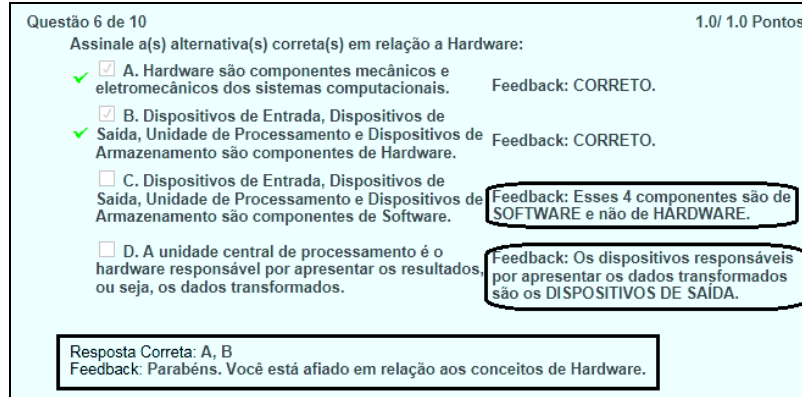 Questão 6 de 10
1.0/ 1.0 Pontos
Assinale a(s) alternativa(s) correta(s) em relação a Hardware:
A. Hardware são componentes mecânicos e
eletromecânicos dos sistemas computacionais.
Feedback: CORRETO.
B. Dispositivos de Entrada, Dispositivos de
Saída, Unidade de Processamento e Dispositivos de
Armazenamento são componentes de Hardware.
Feedback: CORRETO.
C. Dispositivos de Entrada, Dispositivos de
Saída, Unidade de Processamento e Dispositivos de
Armazenamento são componentes de Software.
Feedback: Esses 4 componentes são de
SOFTWARE e não de HARDWARE.
D. A unidade central de processamento é o
hardware responsável por apresentar os resultados,
ou seja, os dados transformados.
Feedback: Os dispositivos responsáveis
por apresentar os dados transformados
são os DISPOSITIVOS DE SAÍDA.
Resposta Correta: A, B
Feedback: Parabéns. Você está afiado em relação aos conceitos de Hardware.